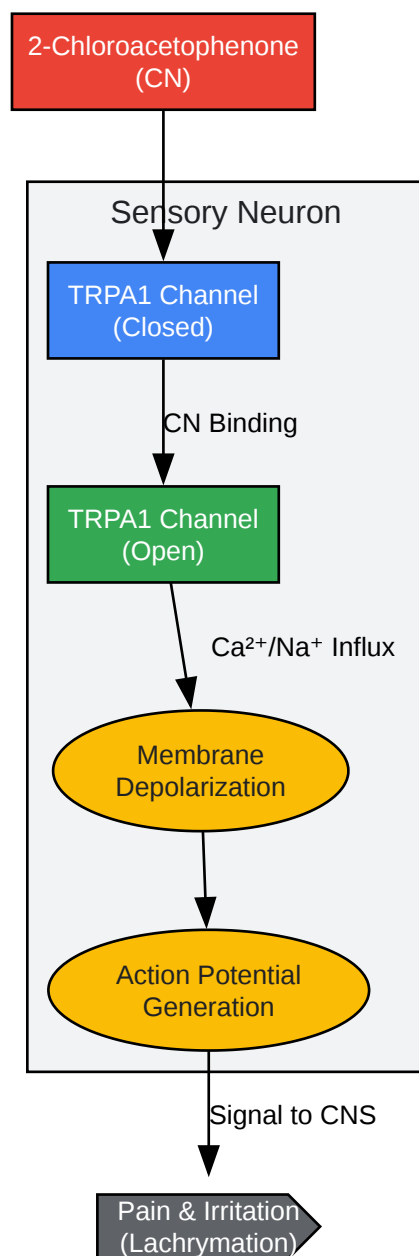 2-Chloroacetophenone
(CN)
Sensory Neuron
TRPA1 Channel
(Closed)
CN Binding
TRPA1 Channel
(Open)
Ca²⁺/Na⁺ Influx
Membrane
Depolarization
Action Potential
Generation
Signal to CNS
Pain & Irritation
(Lachrymation)